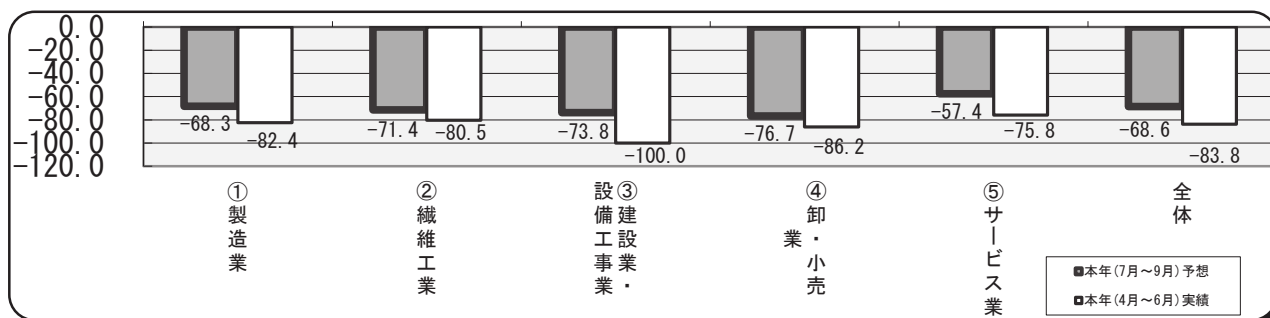 0.0
-20.0
-40.0
-60.0
-80.0
-100.0
-120.0
-68.3
-82.4
-71.4
-80.5
-73.8
-100.0
-76.7
-86.2
-57.4
-75.8
-68.6
-83.8
①製造業
②繊維工業
③建設業・
設備工事業
④卸・小売
業
⑤サービス業
全体
本年(7月～9月)予想
本年(4月～6月)実績